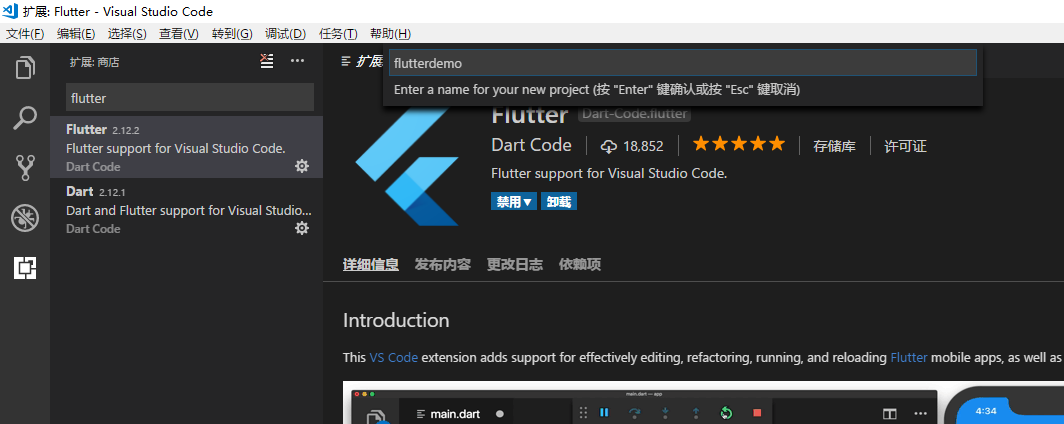 扩展: Flutter - Visual Studio Code
文件(F) 编辑(E) 选择(S) 查看(V) 转到(G) 调试(D) 任务(T) 帮助(H)
扩展: 商店
flutter
Flutter 2.12.2
Flutter support for Visual Studio Code.
Dart Code
Dart 2.12.1
Dart and Flutter support for Visual Studio...
Dart Code
扩展
flutterdemo
Enter a name for your new project (按 "Enter" 键确认或按 "Esc" 键取消)
Flutter Dart-Code.flutter
Dart Code 18,852 存储库 许可证
Flutter support for Visual Studio Code.
禁用 卸载
详细信息 发布内容 更改日志 依赖项
Introduction
This VS Code extension adds support for effectively editing, refactoring, running, and reloading Flutter mobile apps, as well as
main.dart — app
main.dart
4:34